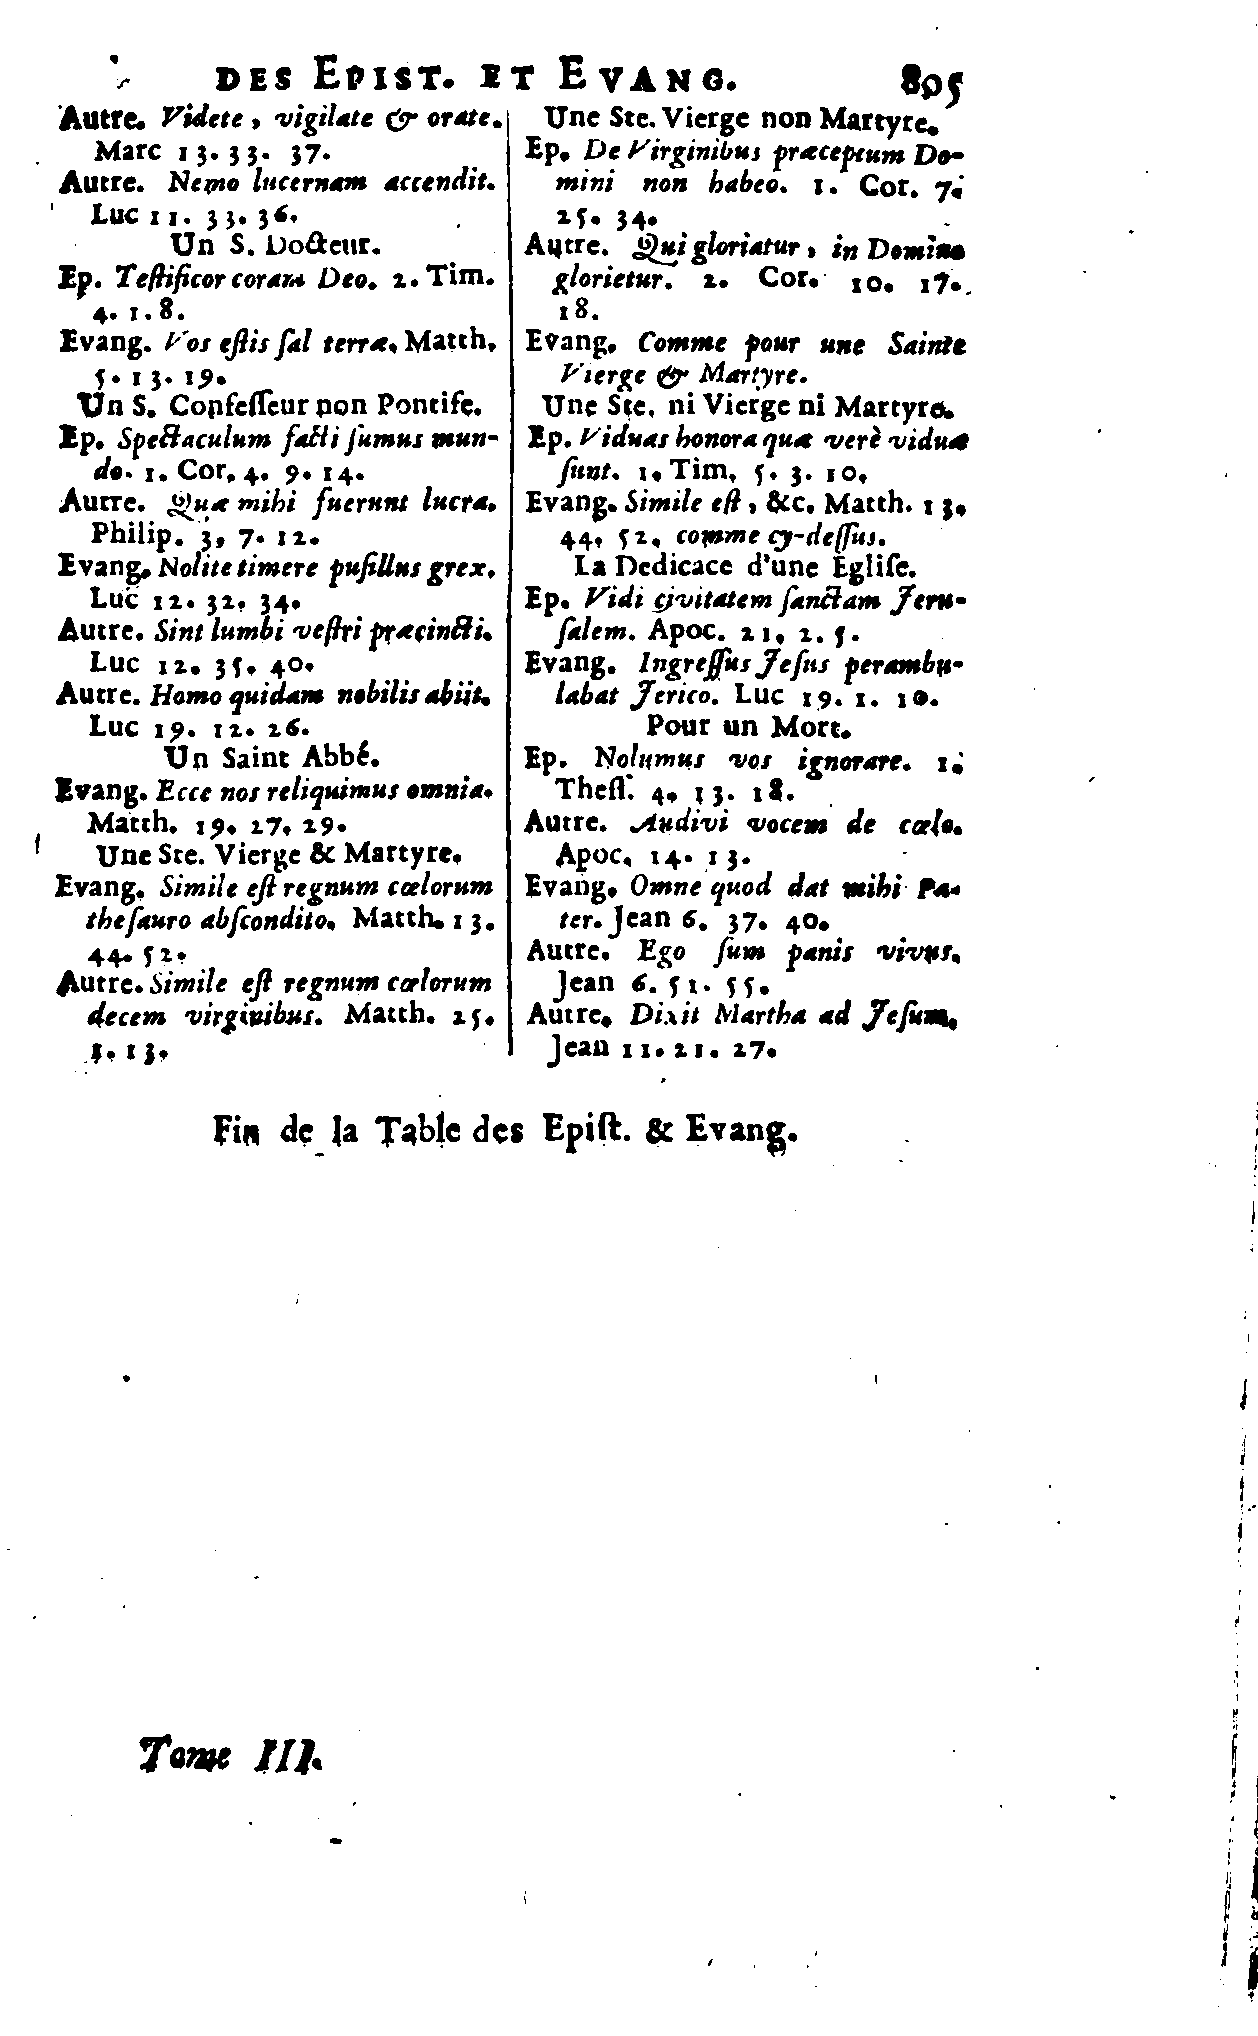 DES EPIST. ET EVANG. 805
Autre. Videte, vigilate & orate.
Marc 13. 33. 37.
Autre. Nemo lucernam accendit.
Luc 11. 33. 36.
Un S. Docteur.
Ep. Teſtificor coram Deo. 2. Tim.
4. 1. 8.
Evang. Vos eſtis ſal terræ. Matth.
5. 13. 19.
Un S. Confeſſeur non Pontife.
Ep. Spectaculum facti ſumus mun-
do. 1. Cor. 4. 9. 14.
Autre. Quæ mihi fuerunt lucra.
Philip. 3, 7. 12.
Evang. Nolite timere puſillus grex.
Luc 12. 32. 34.
Autre. Sint lumbi veſtri præcincti.
Luc 12. 35. 40.
Autre. Homo quidam nobilis abiit.
Luc 19. 12. 26.
Un Saint Abbé.
Evang. Ecce nos reliquimus omnia.
Matth. 19. 27. 29.
Une Ste. Vierge & Martyre.
Evang. Simile eſt regnum cœlorum
theſauro abſcondito. Matth. 13.
44. 52.
Autre. Simile eſt regnum cœlorum
decem virginibus. Matth. 25.
1. 13.
Une Ste. Vierge non Martyre.
Ep. De Virginibus præceptum Do-
mini non habeo. 1. Cor. 7.
25. 34.
Autre. Qui gloriatur, in Domino
glorietur. 2. Cor. 10. 17.
18.
Evang. Comme pour une Sainte
Vierge & Martyre.
Une Ste. ni Vierge ni Martyre.
Ep. Viduas honora quæ verè viduæ
ſunt. 1. Tim. 5. 3. 10.
Evang. Simile eſt, &c. Matth. 13.
44. 52. comme cy-deſſus.
La Dedicace d'une Egliſe.
Ep. Vidi civitatem ſanctam Jeru-
ſalem. Apoc. 21. 2. 5.
Evang. Ingreſſus Jeſus perambu-
labat Jerico. Luc 19. 1. 10.
Pour un Mort.
Ep. Nolumus vos ignorare. 1.
Theſſ. 4. 13. 18.
Autre. Audivi vocem de cœlo.
Apoc. 14. 13.
Evang. Omne quod dat mihi Pa-
ter. Jean 6. 37. 40.
Autre. Ego ſum panis vivus.
Jean 6. 51. 55.
Autre. Dixit Martha ad Jeſum.
Jean 11. 21. 27.
Fin de la Table des Epiſt. & Evang.
Tome III.